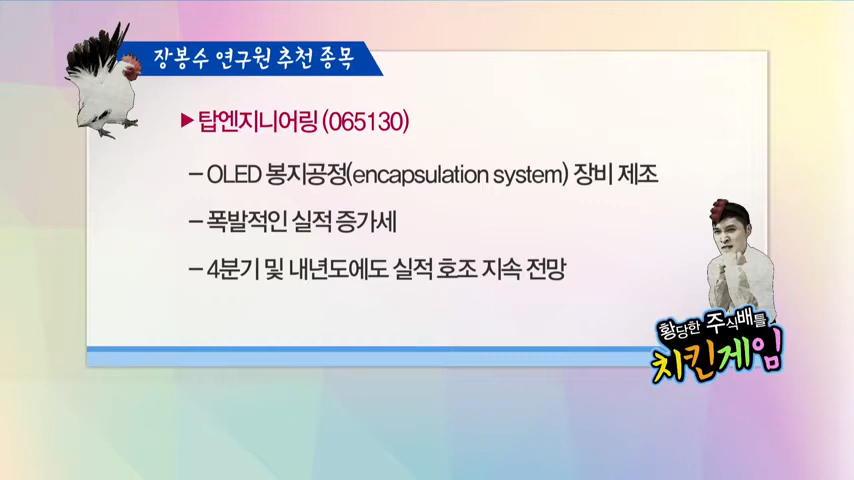 장봉수 연구원 추천 종목
▶탑엔지니어링 (065130)
– OLED 봉지공정(encapsulation system) 장비 제조
– 폭발적인 실적 증가세
– 4분기 및 내년도에도 실적 호조 지속 전망
황당한 주식배틀
치킨게임